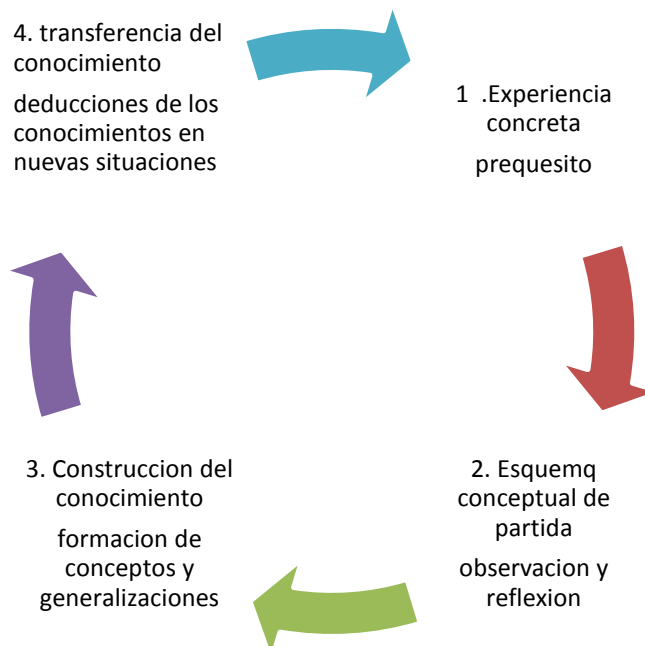 4. transferencia del
conocimiento
deducciones de los
conocimientos en
nuevas situaciones
1 .Experiencia
concreta
prequesito
2. Esquemq
conceptual de
partida
observacion y
reflexion
3. Construccion del
conocimiento
formacion de
conceptos y
generalizaciones